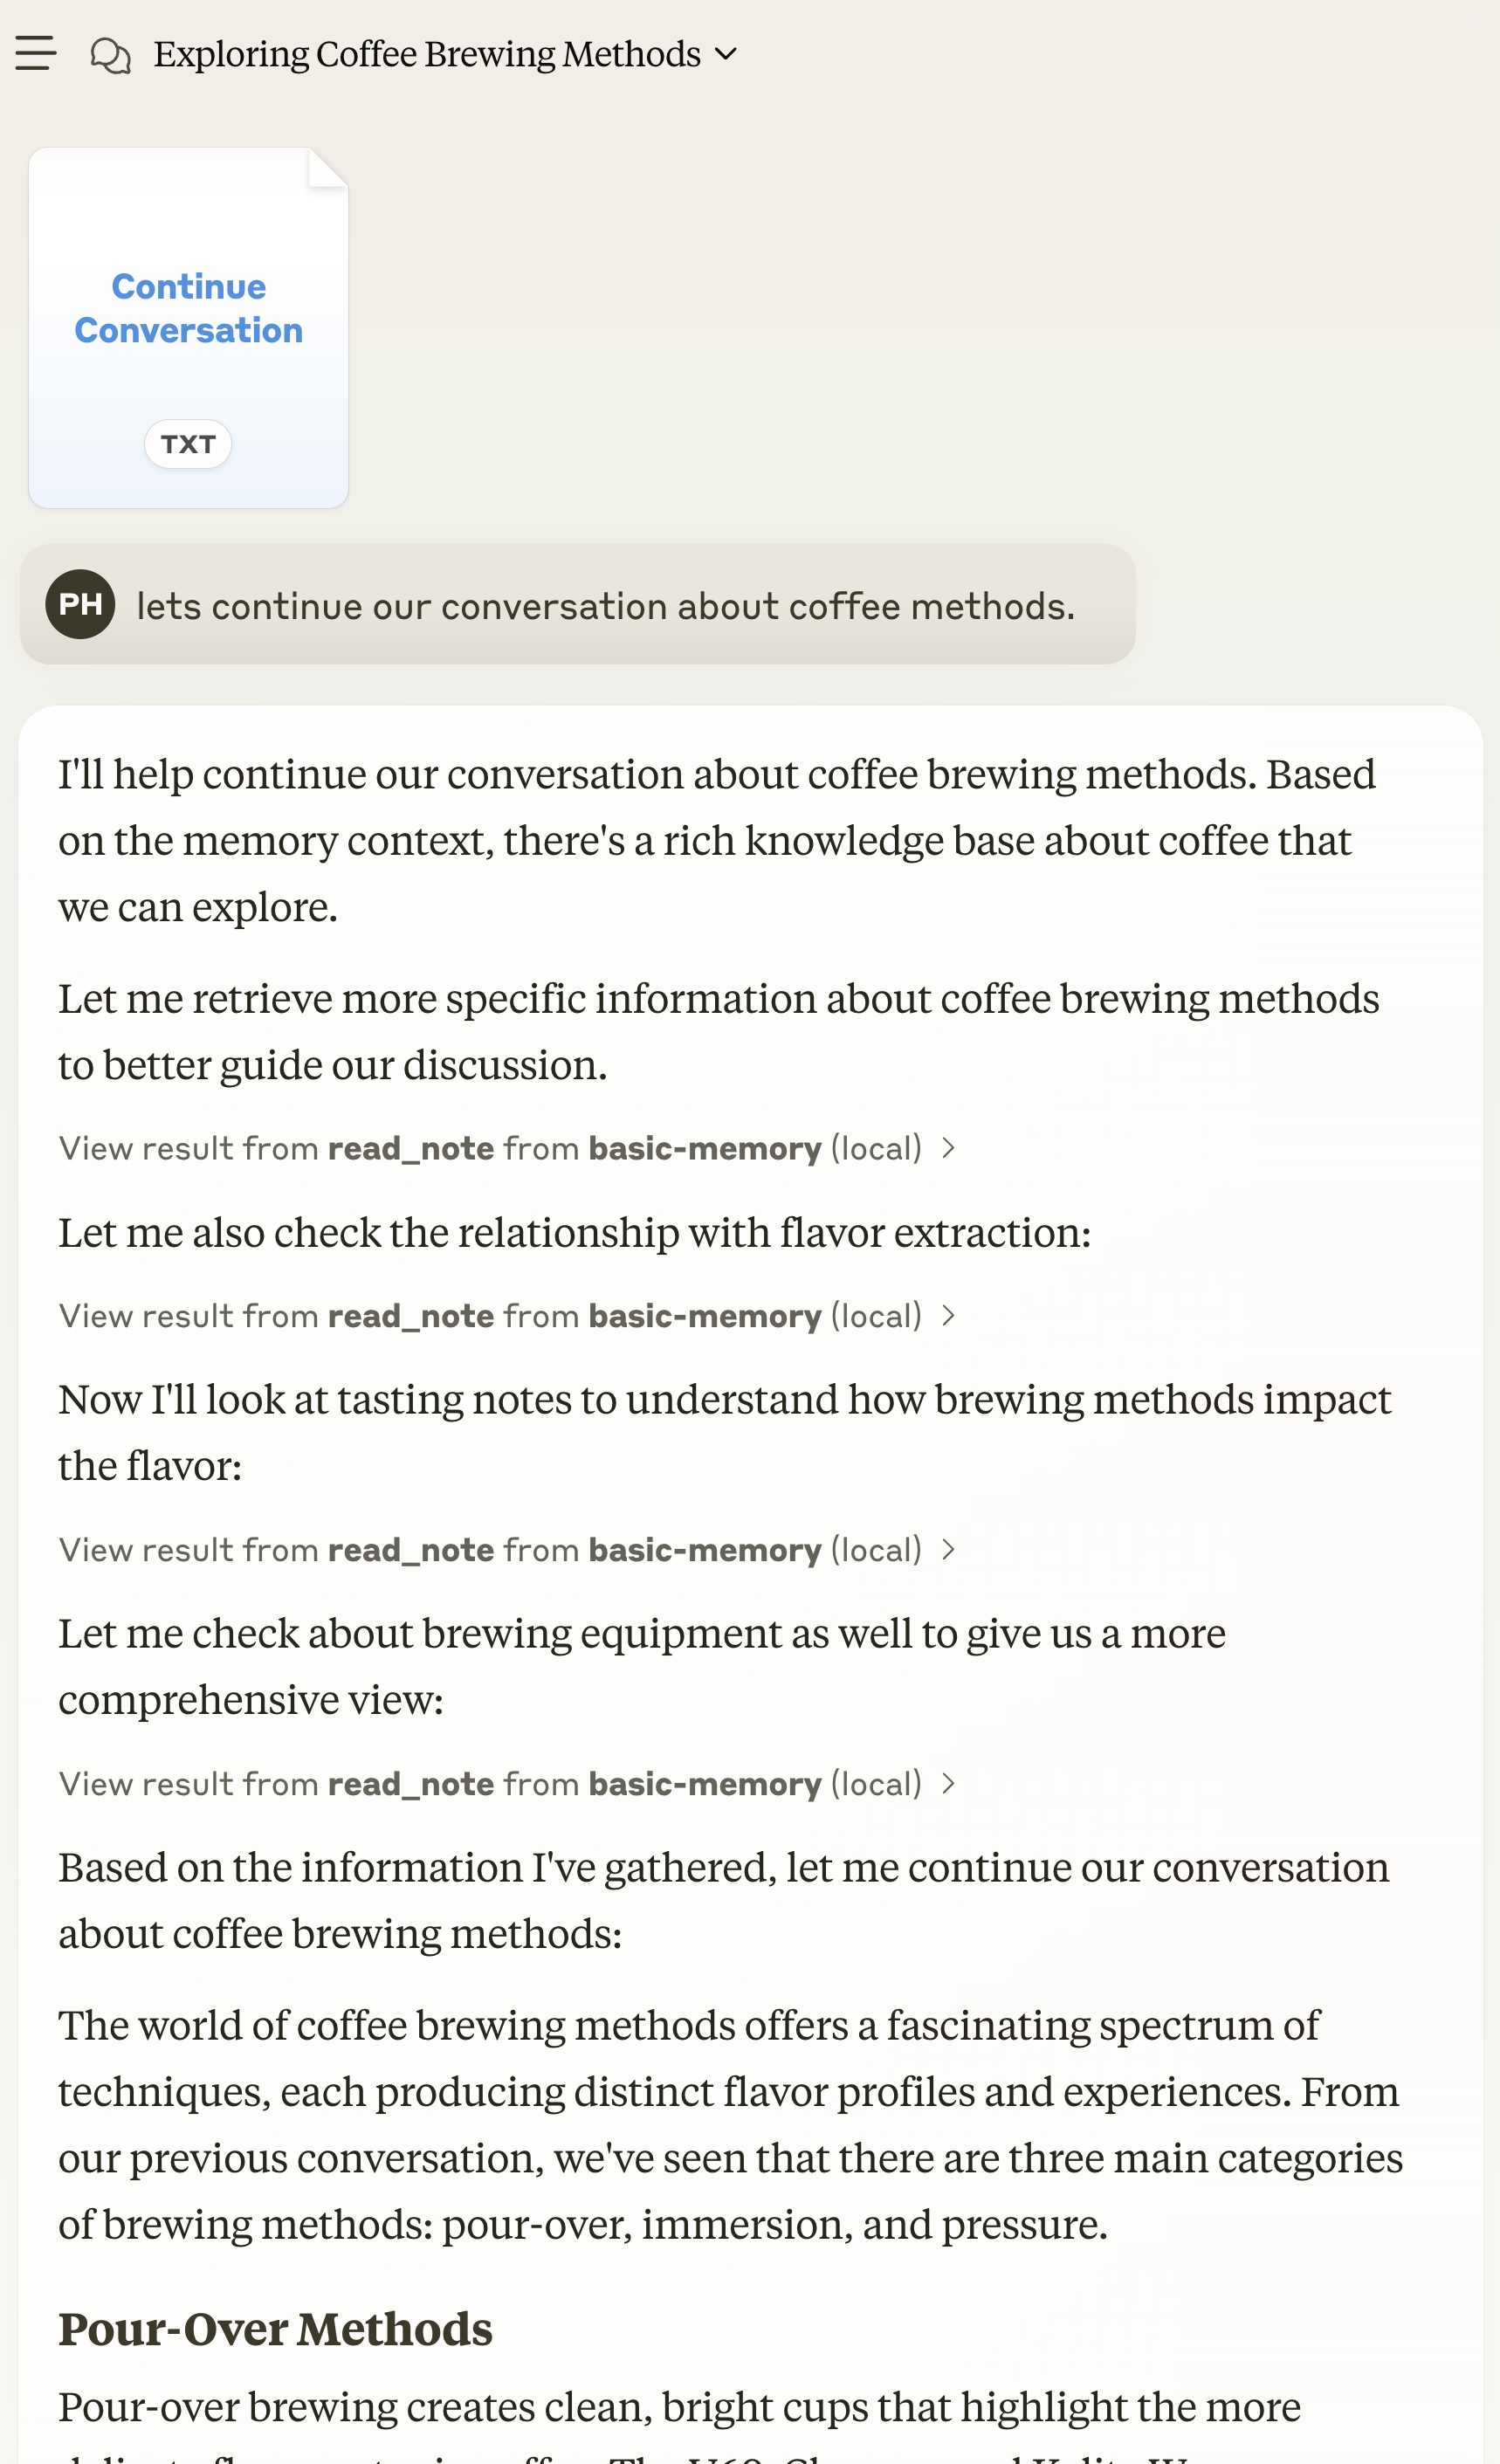 Exploring Coffee Brewing Methods
Continue
Conversation
TXT
PH lets continue our conversation about coffee methods.
I'll help continue our conversation about coffee brewing methods. Based
on the memory context, there's a rich knowledge base about coffee that
we can explore.
Let me retrieve more specific information about coffee brewing methods
to better guide our discussion.
View result from read_note from basic-memory (local)
Let me also check the relationship with flavor extraction:
View result from read_note from basic-memory (local)
Now I'll look at tasting notes to understand how brewing methods impact
the flavor:
View result from read_note from basic-memory (local)
Let me check about brewing equipment as well to give us a more
comprehensive view:
View result from read_note from basic-memory (local)
Based on the information I've gathered, let me continue our conversation
about coffee brewing methods:
The world of coffee brewing methods offers a fascinating spectrum of
techniques, each producing distinct flavor profiles and experiences. From
our previous conversation, we've seen that there are three main categories
of brewing methods: pour-over, immersion, and pressure.
Pour-Over Methods
Pour-over brewing creates clean, bright cups that highlight the more